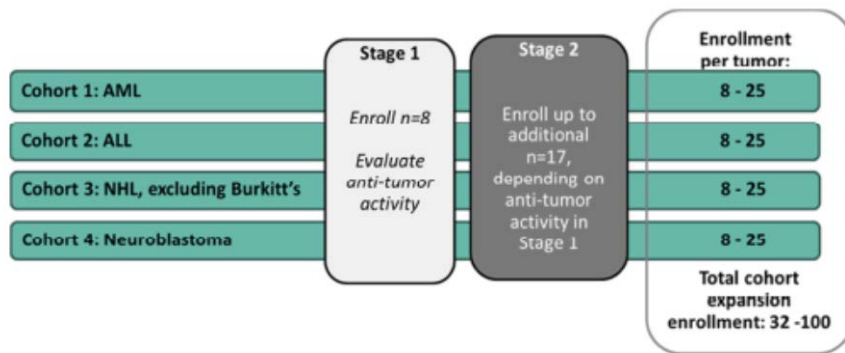 Stage 1
Enroll n=8
Evaluate
anti-tumor
activity
Stage 2
Enroll up to
additional
n=17,
depending on
anti-tumor
activity in
Stage 1
Enrollment
per tumor:
Cohort 1: AML
8 - 25
Cohort 2: ALL
8 - 25
Cohort 3: NHL, excluding Burkitt's
8 - 25
Cohort 4: Neuroblastoma
8 - 25
Total cohort
expansion
enrollment: 32 -100